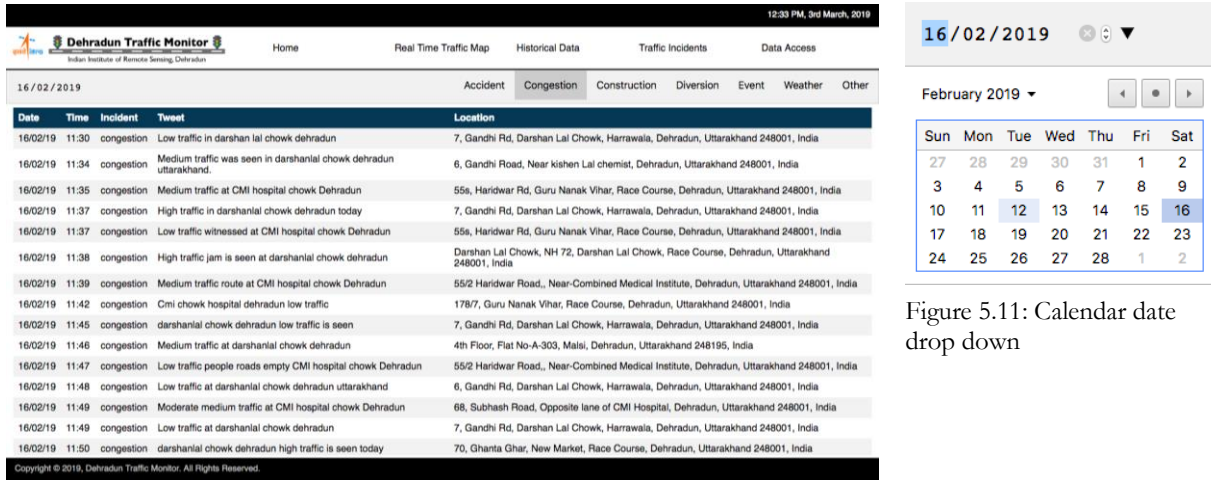 12:33 PM, 3rd March, 2019
Dehradun Traffic Monitor
Indian Institute of Remote Sensing, Dehradun
Home Real Time Traffic Map Historical Data Traffic Incidents Data Access
16/02/2019 Accident Congestion Construction Diversion Event Weather Other
Date Time Incident Tweet Location
16/02/19 11:30 congestion Low traffic in darshan lal chowk dehradun 7, Gandhi Rd, Darshan Lal Chowk, Harrawala, Dehradun, Uttarakhand 248001, India
16/02/19 11:34 congestion Medium traffic was seen in darshanlal chowk dehradun uttarakhand. 6, Gandhi Road, Near kishen Lal chemist, Dehradun, Uttarakhand 248001, India
16/02/19 11:35 congestion Medium traffic at CMI hospital chowk Dehradun 55s, Haridwar Rd, Guru Nanak Vihar, Race Course, Dehradun, Uttarakhand 248001, India
16/02/19 11:37 congestion High traffic in darshanlal chowk dehradun today 7, Gandhi Rd, Darshan Lal Chowk, Harrawala, Dehradun, Uttarakhand 248001, India
16/02/19 11:37 congestion Low traffic witnessed at CMI hospital chowk Dehradun 55s, Haridwar Rd, Guru Nanak Vihar, Race Course, Dehradun, Uttarakhand 248001, India
16/02/19 11:38 congestion High traffic jam is seen at darshanlal chowk dehradun Darshan Lal Chowk, NH 72, Darshan Lal Chowk, Race Course, Dehradun, Uttarakhand 248001, India
16/02/19 11:39 congestion Medium traffic route at CMI hospital chowk Dehradun 55/2 Haridwar Road,, Near-Combined Medical Institute, Dehradun, Uttarakhand 248001, India
16/02/19 11:42 congestion Cmi chowk hospital dehradun low traffic 178/7, Guru Nanak Vihar, Race Course, Dehradun, Uttarakhand 248001, India
16/02/19 11:45 congestion darshanlal chowk dehradun low traffic is seen 7, Gandhi Rd, Darshan Lal Chowk, Harrawala, Dehradun, Uttarakhand 248001, India
16/02/19 11:46 congestion Medium traffic at darshanlal chowk dehradun 4th Floor, Flat No-A-303, Malsi, Dehradun, Uttarakhand 248195, India
16/02/19 11:47 congestion Low traffic people roads empty CMI hospital chowk Dehradun 55/2 Haridwar Road,, Near-Combined Medical Institute, Dehradun, Uttarakhand 248001, India
16/02/19 11:48 congestion Low traffic at darshanlal chowk dehradun uttarakhand 6, Gandhi Rd, Darshan Lal Chowk, Harrawala, Dehradun, Uttarakhand 248001, India
16/02/19 11:49 congestion Moderate medium traffic at CMI hospital chowk Dehradun 68, Subhash Road, Opposite lane of CMI Hospital, Dehradun, Uttarakhand 248001, India
16/02/19 11:49 congestion Low traffic at darshanlal chowk dehradun 7, Gandhi Rd, Darshan Lal Chowk, Harrawala, Dehradun, Uttarakhand 248001, India
16/02/19 11:50 congestion darshanlal chowk dehradun high traffic is seen today 70, Ghanta Ghar, New Market, Race Course, Dehradun, Uttarakhand 248001, India
Copyright © 2019, Dehradun Traffic Monitor. All Rights Reserved.
16/02/2019
February 2019
Sun Mon Tue Wed Thu Fri Sat
27 28 29 30 31 1 2
3 4 5 6 7 8 9
10 11 12 13 14 15 16
17 18 19 20 21 22 23
24 25 26 27 28 1 2
Figure 5.11: Calendar date
drop down